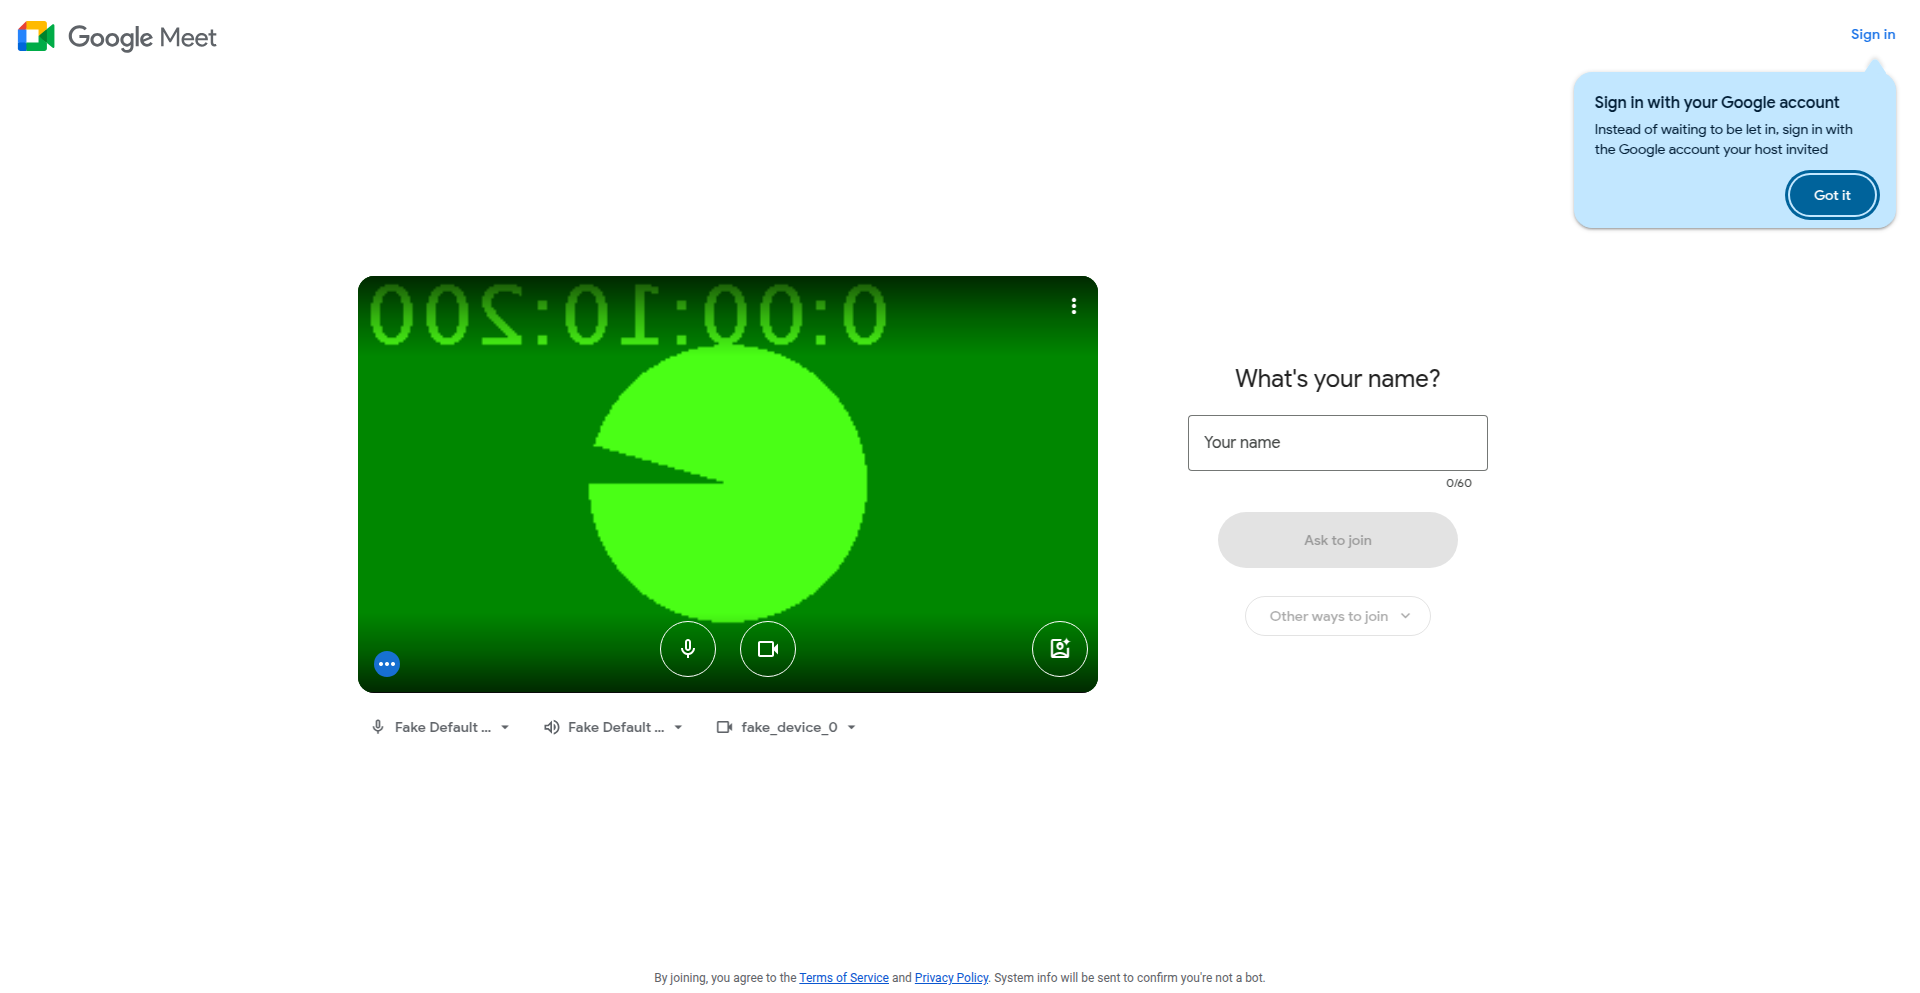 Google Meet
Sign in
Sign in with your Google account
Instead of waiting to be let in, sign in with
the Google account your host invited
Got it
0:00:10:200
What's your name?
Your name
0/60
Ask to join
Other ways to join
Fake Default ...
Fake Default ...
fake_device_0
By joining, you agree to the Terms of Service and Privacy Policy. System info will be sent to confirm you're not a bot.